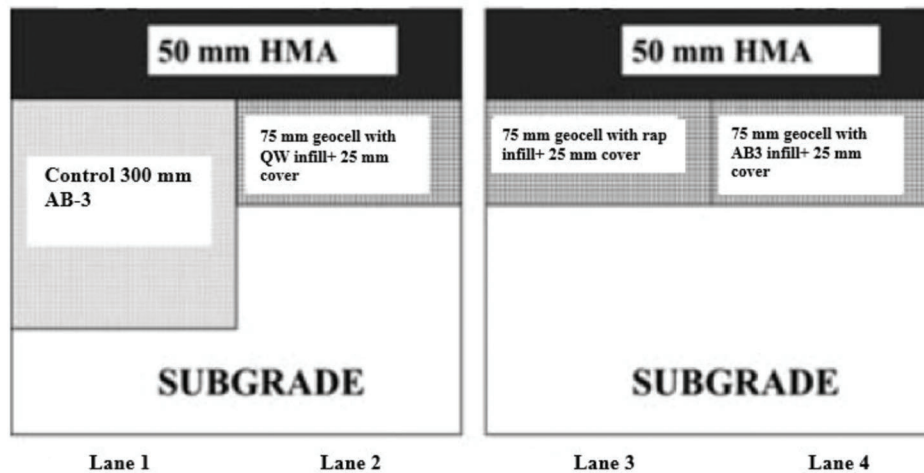 50 mm HMA
Control 300 mm
AB-3
75 mm geocell with
QW infill+ 25 mm
cover
SUBGRADE
Lane 1
Lane 2
50 mm HMA
75 mm geocell with rap
infill+ 25 mm cover
75 mm geocell with
AB3 infill+ 25 mm
cover
SUBGRADE
Lane 3
Lane 4